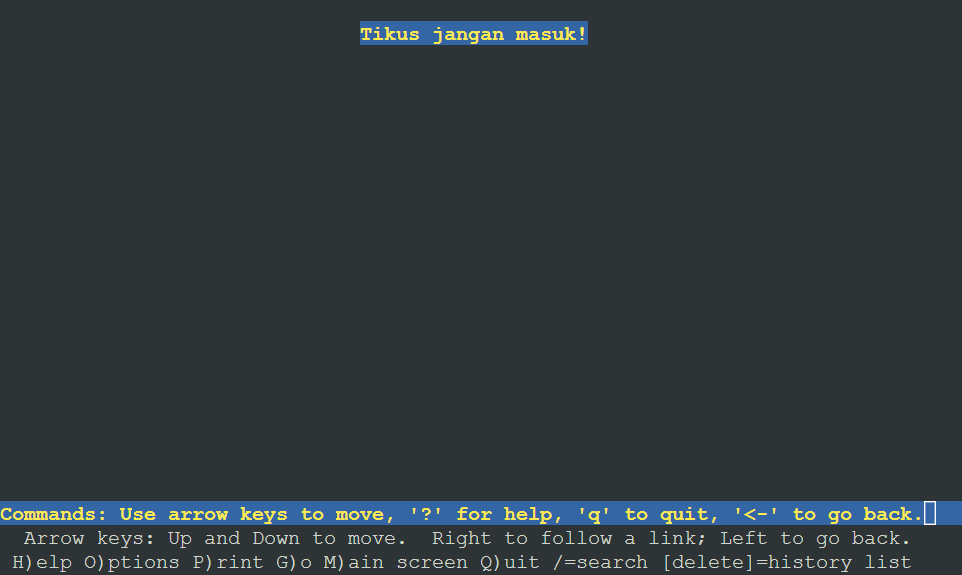 Tikus jangan masuk!
Commands: Use arrow keys to move, '?' for help, 'q' to quit, '<-' to go back.
Arrow keys: Up and Down to move.  Right to follow a link; Left to go back.
H)elp O)ptions P)rint G)o M)ain screen Q)uit /=search [delete]=history list